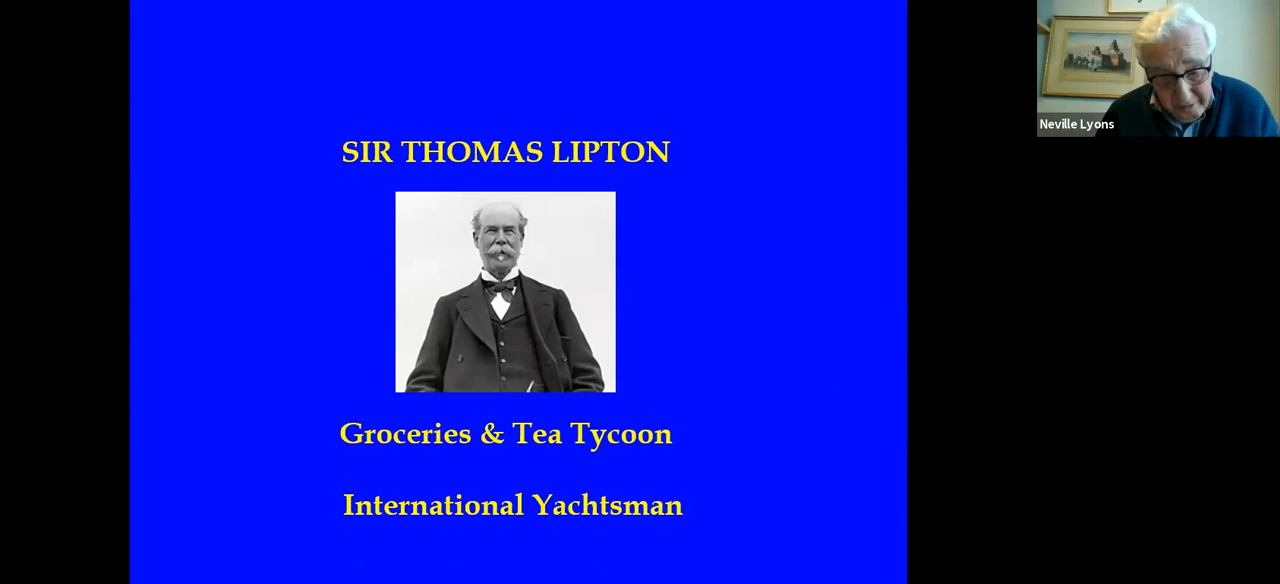 SIR THOMAS LIPTON
Groceries & Tea Tycoon
International Yachtsman
Neville Lyons